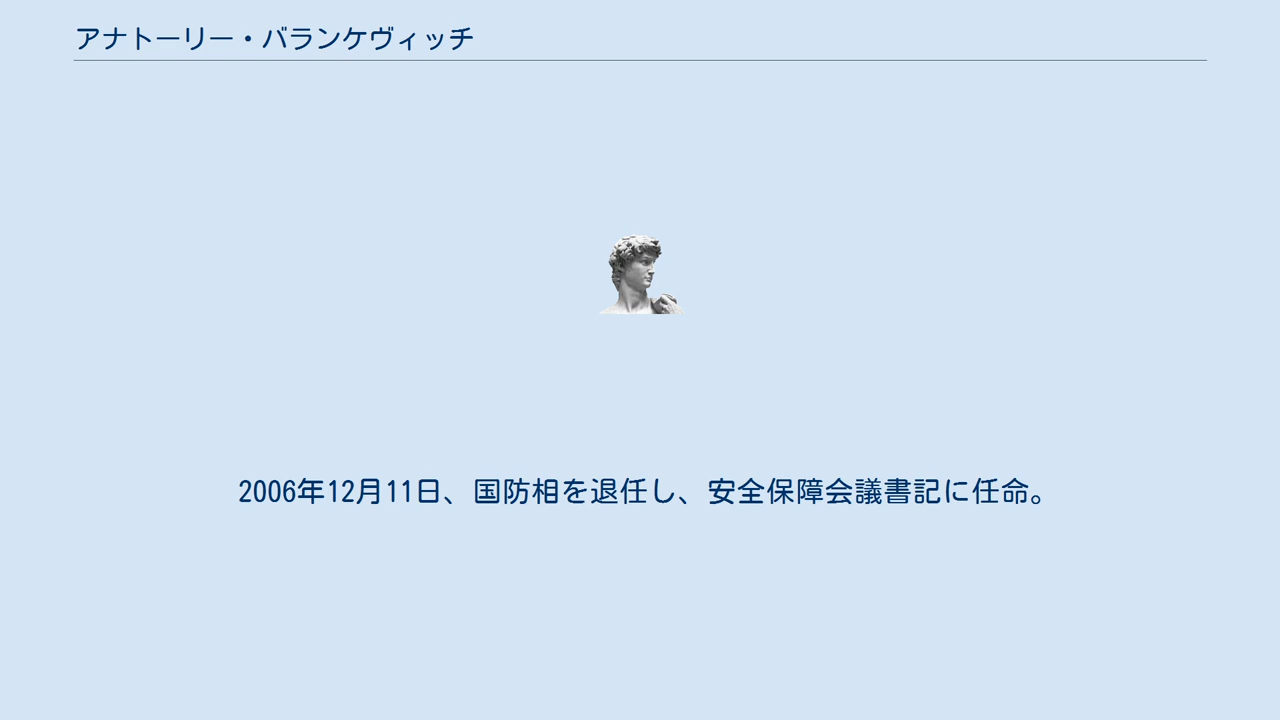 アナトーリー・バランケヴィッチ
2006年12月11日、国防相を退任し、安全保障会議書記に任命。